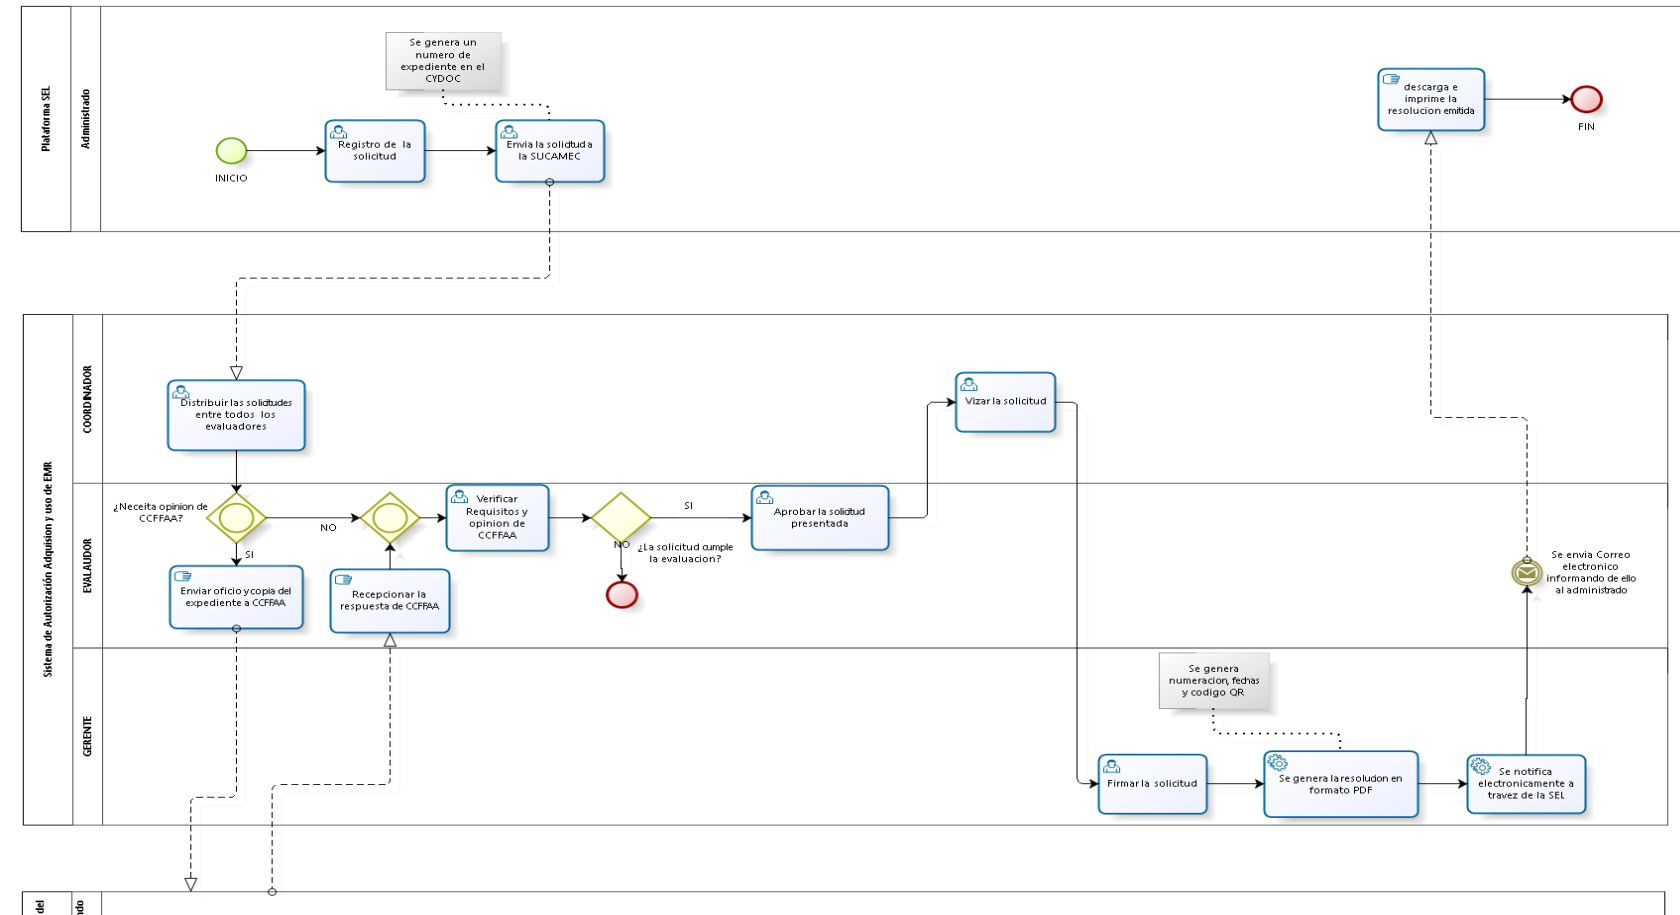 Plataforma SEL
Administrado
INICIO
Registro de la
solicitud
Se genera un
numero de
expediente en el
CYDOC
Envia la solicitud a
la SUCAMEC
descarga e
imprime la
resolucion emitida
FIN
Sistema de Autorización Adquision y uso de EMR
COORDINADOR
Distribuir las solicitudes
entre todos los
evaluadores
Vizar la solicitud
EVALAUDOR
¿Neceita opinion de
CCFFAA?
NO
SI
Enviar oficio y copia del
expediente a CCFFAA
Recepcionar la
respuesta de CCFFAA
Verificar
Requisitos y
opinion de
CCFFAA
SI
NO
¿La solicitud cumple
la evaluacion?
Aprobar la solicitud
presentada
Se envia Correo
electronico
informando de ello
al administrado
GERENTE
Se genera
numeracion, fechas
y codigo QR
Firmar la solicitud
Se genera la resolucion en
formato PDF
Se notifica
electronicamente a
travez de la SEL
del
do